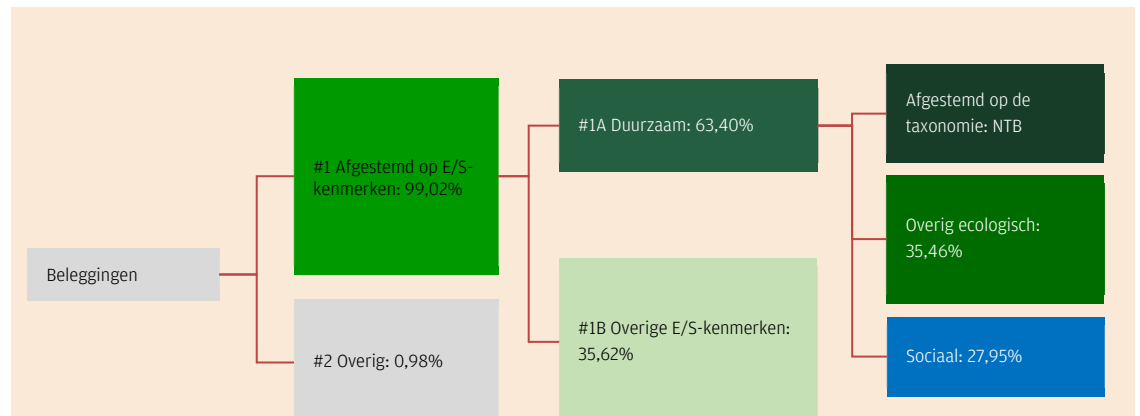 Beleggingen
#1 Afgestemd op E/S-
kenmerken: 99,02%
#2 Overig: 0,98%
#1A Duurzaam: 63,40%
#1B Overige E/S-kenmerken:
35,62%
Afgestemd op de
taxonomie: NTB
Overig ecologisch:
35,46%
Sociaal: 27,95%